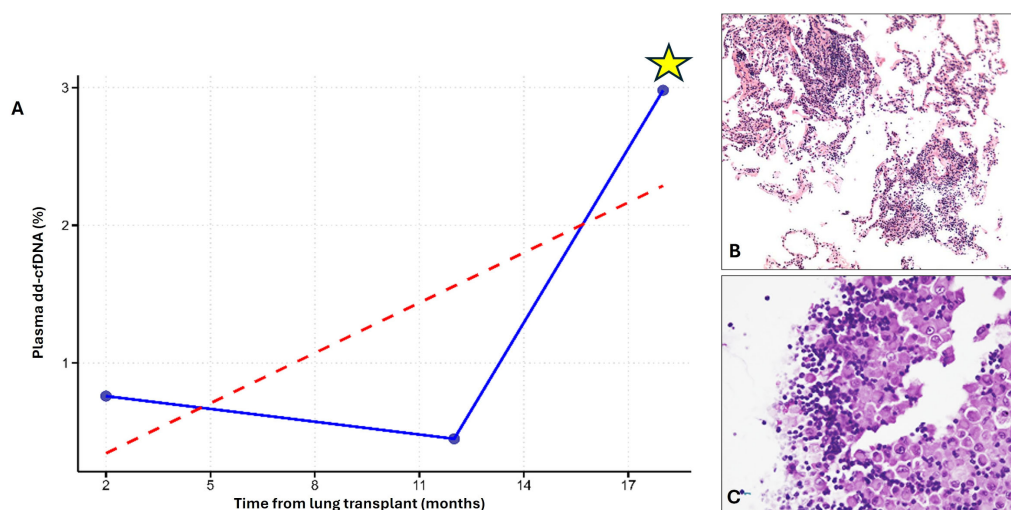 A
3
2
1
Plasma dd-cfDNA (%)
2
5
8
11
14
17
Time from lung transplant (months)
B
C